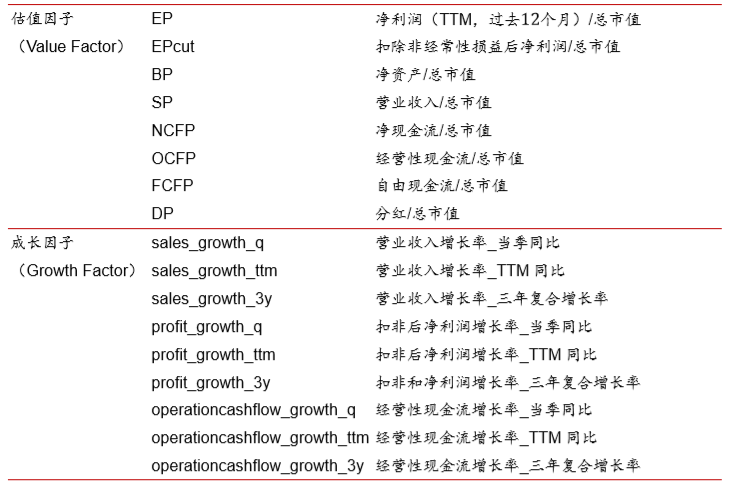 估值因子 EP 净利润（TTM，过去12个月）/总市值
（Value Factor） EPcut 扣除非经常性损益后净利润/总市值
BP 净资产/总市值
SP 营业收入/总市值
NCFP 净现金流/总市值
OCFP 经营性现金流/总市值
FCFP 自由现金流/总市值
DP 分红/总市值
成长因子 sales_growth_q 营业收入增长率_当季同比
（Growth Factor） sales_growth_ttm 营业收入增长率_TTM 同比
sales_growth_3y 营业收入增长率_三年复合增长率
profit_growth_q 扣非后净利润增长率_当季同比
profit_growth_ttm 扣非后净利润增长率_TTM 同比
profit_growth_3y 扣非和净利润增长率_三年复合增长率
operationcashflow_growth_q 经营性现金流增长率_当季同比
operationcashflow_growth_ttm 经营性现金流增长率_TTM 同比
operationcashflow_growth_3y 经营性现金流增长率_三年复合增长率